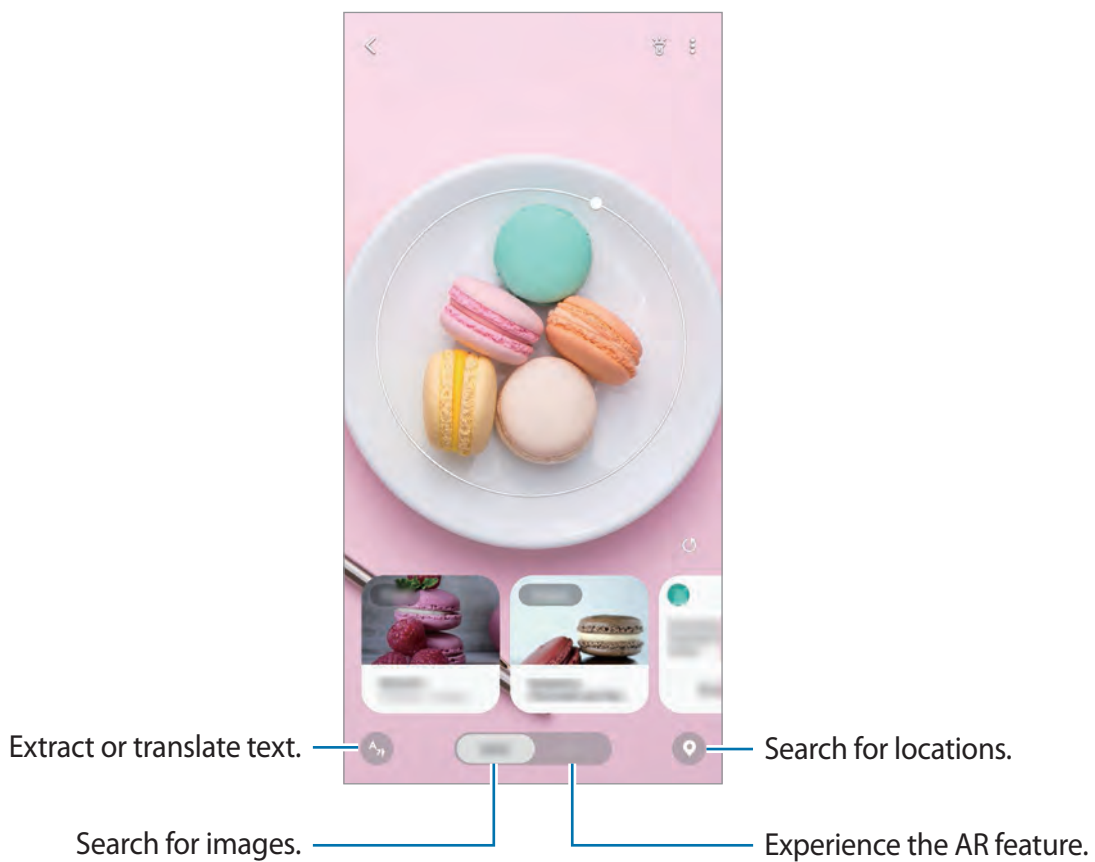 Extract or translate text.
Search for locations.
Search for images.
Experience the AR feature.